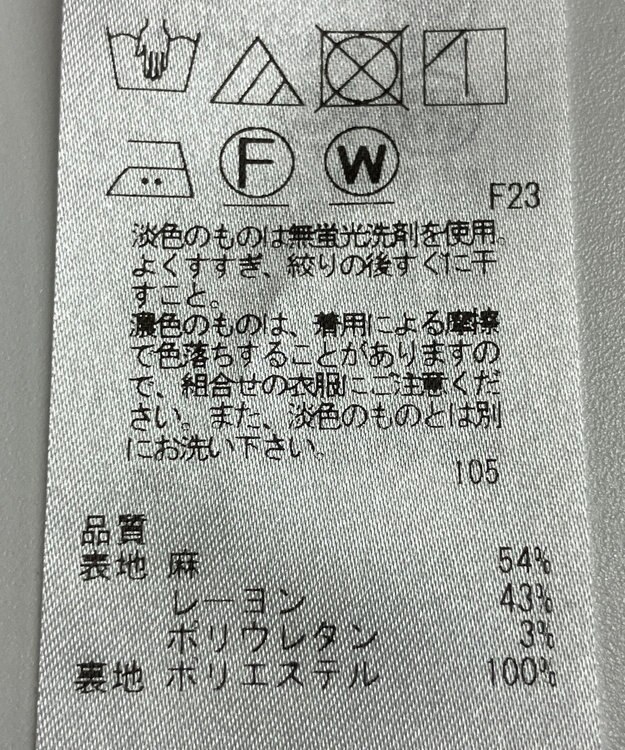 F W
F23
淡色のものは無蛍光洗剤を使用。
よくすすぎ、絞りの後すぐに干
すこと。
濃色のものは、着用による摩擦
で色落ちすることがありますの
で、組合せの衣服にご注意くだ
さい。また、淡色のものとは別
にお洗い下さい。
105
品質
表地 麻 54%
レーヨン 43%
ポリウレタン 3%
裏地 ポリエステル 100%